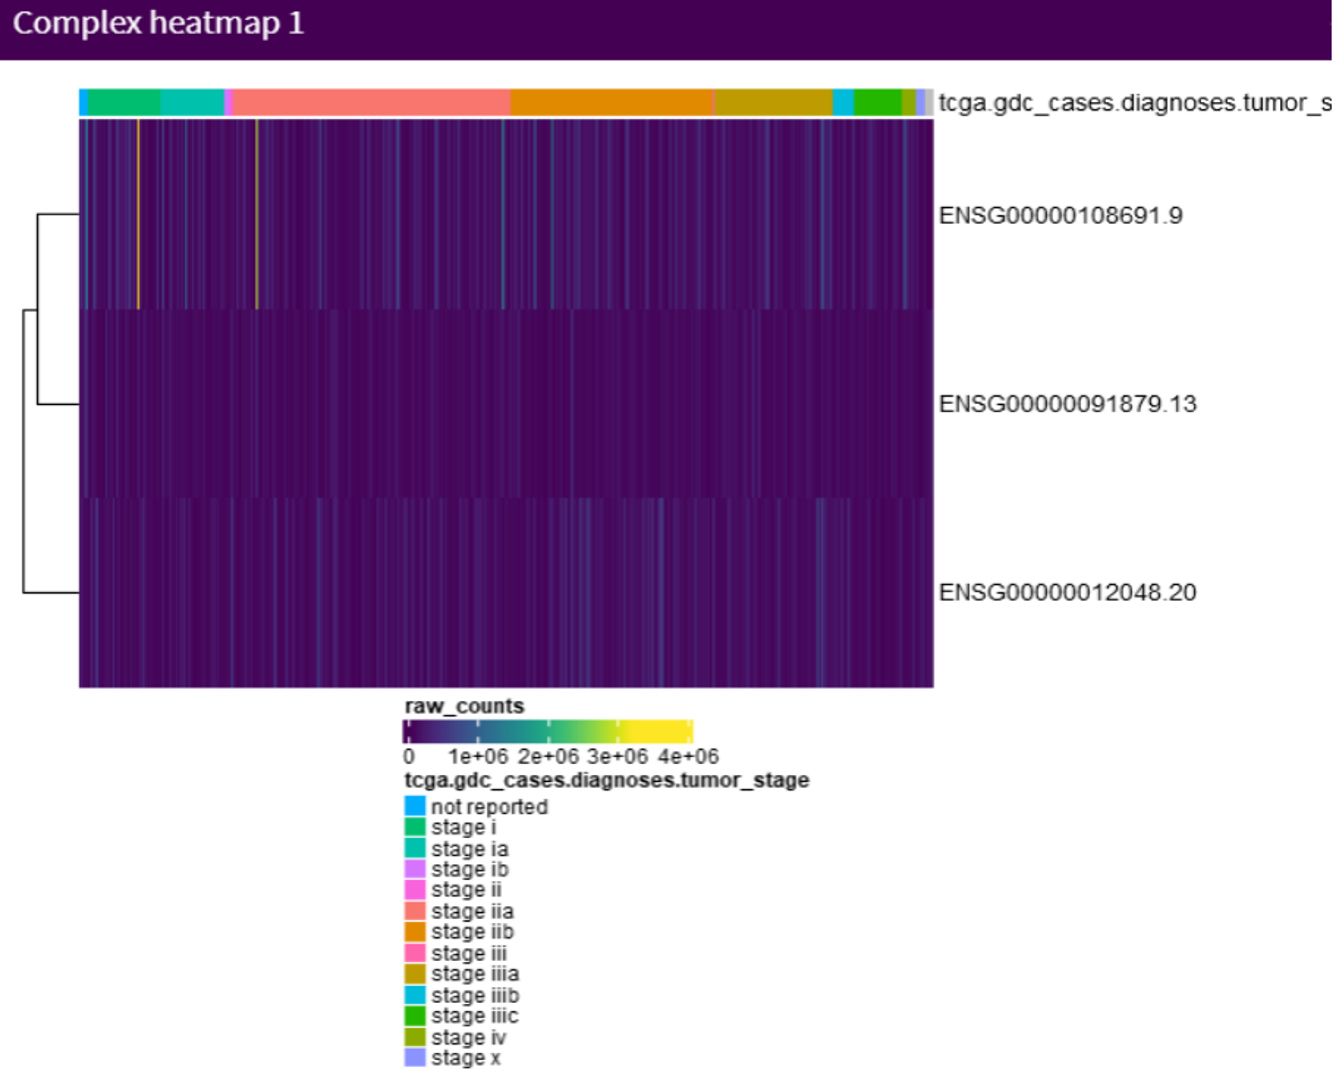 Complex heatmap 1
tcga.gdc_cases.diagnoses.tumor_s
ENSG00000108691.9
ENSG00000091879.13
ENSG00000012048.20
raw_counts
0 1e+06 2e+06 3e+06 4e+06
tcga.gdc_cases.diagnoses.tumor_stage
not reported
stage i
stage ia
stage ib
stage ii
stage iia
stage iib
stage iii
stage iiia
stage iiib
stage iiic
stage iv
stage x